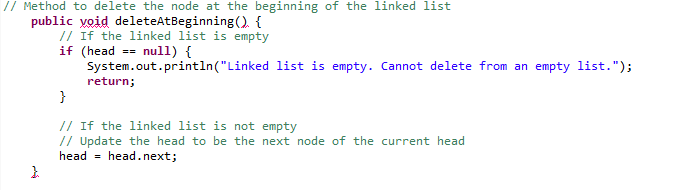 // Method to delete the node at the beginning of the linked list
public void deleteAtBeginning() {
// If the linked list is empty
if (head == null) {
System.out.println("Linked list is empty. Cannot delete from an empty list.");
return;
}
// If the linked list is not empty
// Update the head to be the next node of the current head
head = head.next;
}